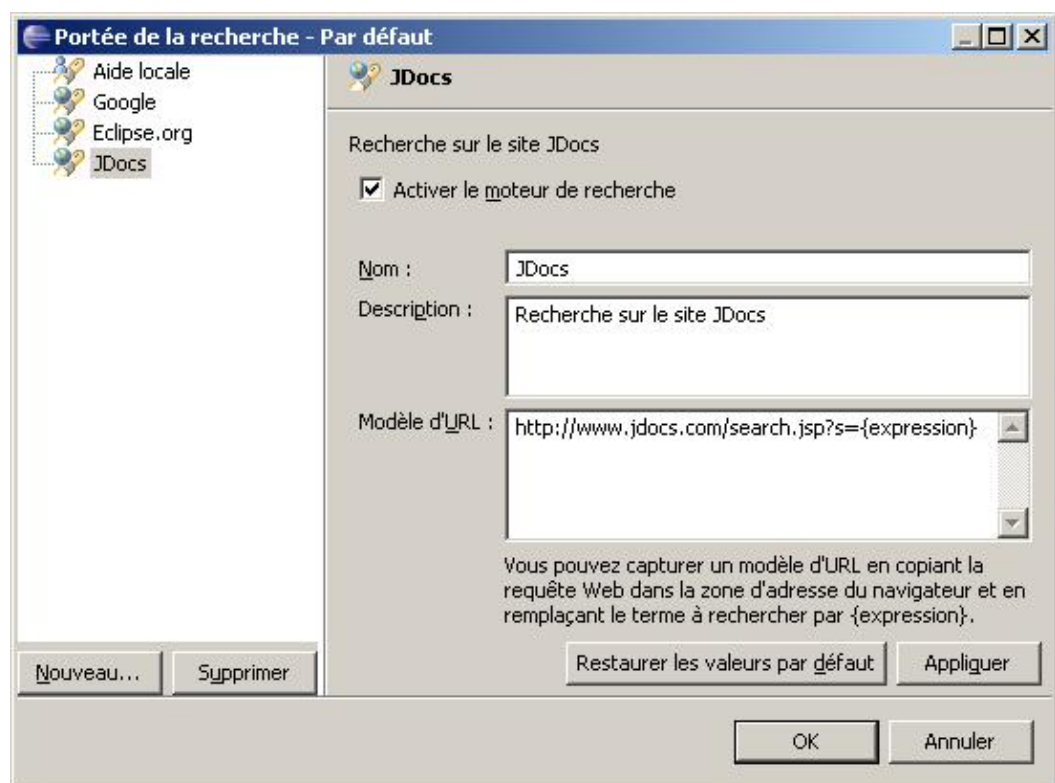 Portée de la recherche - Par défaut
Aide locale
Google
Eclipse.org
JDocs
JDocs
Recherche sur le site JDocs
Activer le moteur de recherche
Nom :
JDocs
Description :
Recherche sur le site JDocs
Modèle d'URL :
http://www.jdocs.com/search.jsp?s={expression}
Vous pouvez capturer un modèle d'URL en copiant la
requête Web dans la zone d'adresse du navigateur et en
remplaçant le terme à rechercher par {expression}.
Nouveau...
Supprimer
Restaurer les valeurs par défaut
Appliquer
OK
Annuler